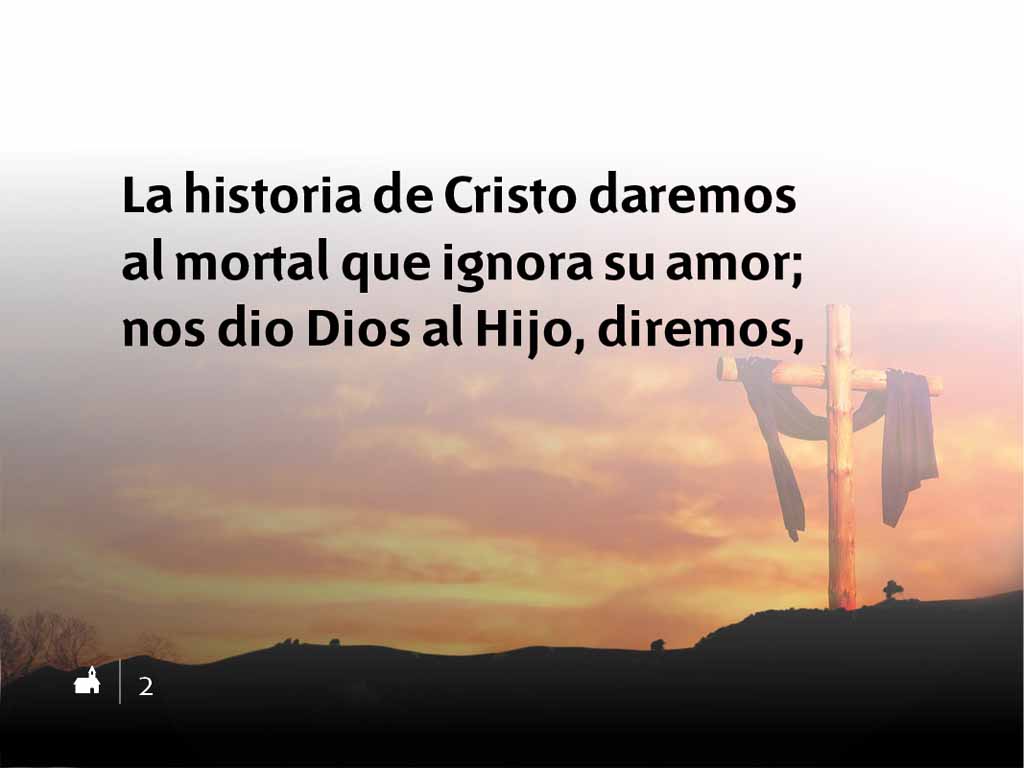 La historia de Cristo daremos
al mortal que ignora su amor;
nos dio Dios al Hijo, diremos,
2